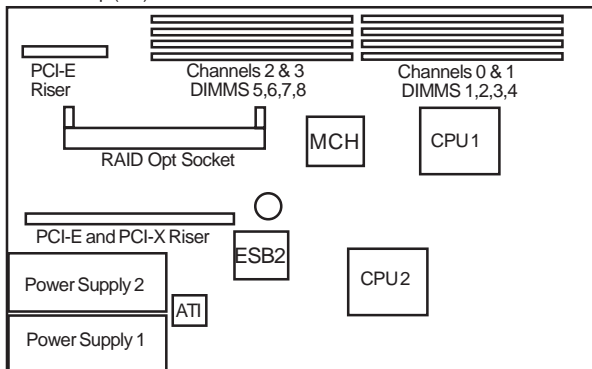 PCI-E
Riser
Channels 2 & 3
DIMMS 5,6,7,8
Channels 0 & 1
DIMMS 1,2,3,4
RAID Opt Socket
MCH
CPU1
PCI-E and PCI-X Riser
ESB2
CPU2
Power Supply 2
ATI
Power Supply 1